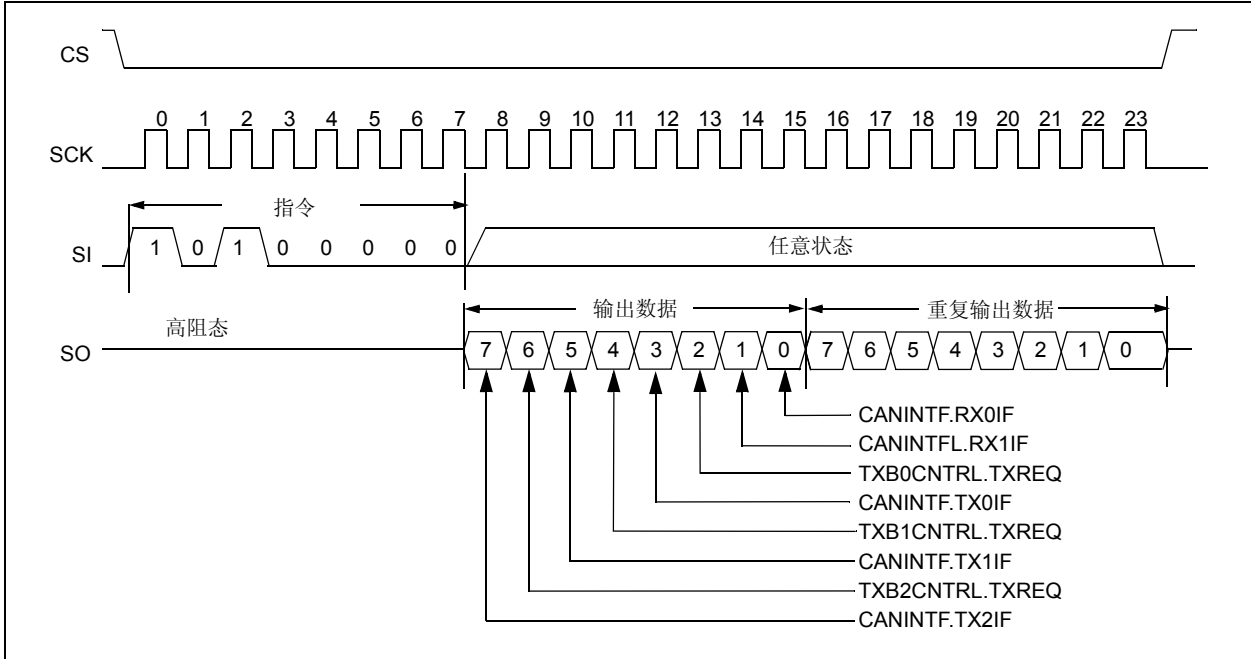 CS
0 1 2 3 4 5 6 7 8 9 10 11 12 13 14 15 16 17 18 19 20 21 22 23
SCK
指令
SI 1 0 1 0 0 0 0 0 任意状态
输出数据 重复输出数据
高阻态
SO 7 6 5 4 3 2 1 0 7 6 5 4 3 2 1 0
CANINTF.RX0IF
CANINTFL.RX1IF
TXB0CNTRL.TXREQ
CANINTF.TX0IF
TXB1CNTRL.TXREQ
CANINTF.TX1IF
TXB2CNTRL.TXREQ
CANINTF.TX2IF